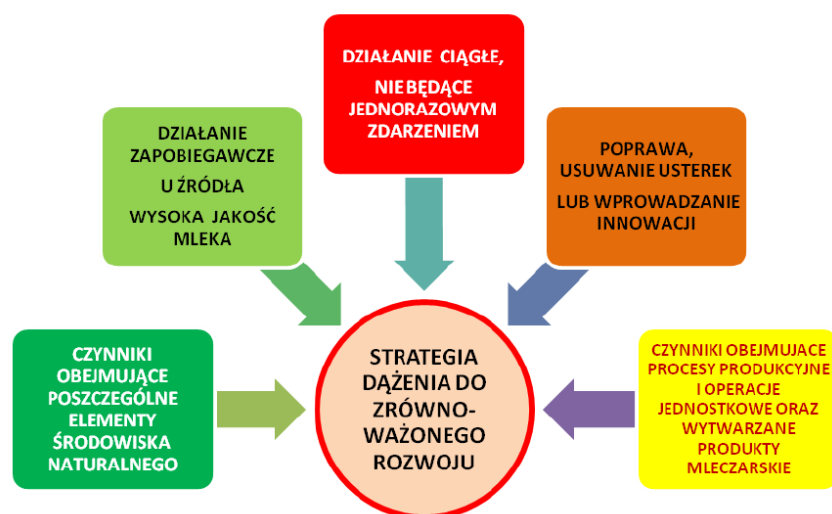 DZIAŁANIE CIĄGŁE,
NIE BĘDĄCE
JEDNORAZOWYM
ZDARZENIEM
DZIAŁANIE
ZAPOBIEGAWCZE
U ŹRÓDŁA
WYSOKA JAKOŚĆ
MLEKA
POPRAWA,
USUWANIE USTEREK
LUB WPROWADZANIE
INNOWACJI
CZYNNIKI
OBEJMUJĄCE
POSZCZEGÓLNE
ELEMENTY
ŚRODOWISKA
NATURALNEGO
STRATEGIA
DĄŻENIA DO
ZRÓWNO-
WAŻONEGO
ROZWOJU
CZYNNIKI OBEJMUJACE
PROCESY PRODUKCYJNE
I OPERACJE
JEDNOSTKOWE ORAZ
WYTWARZANE
PRODUKTY
MLECZARSKIE